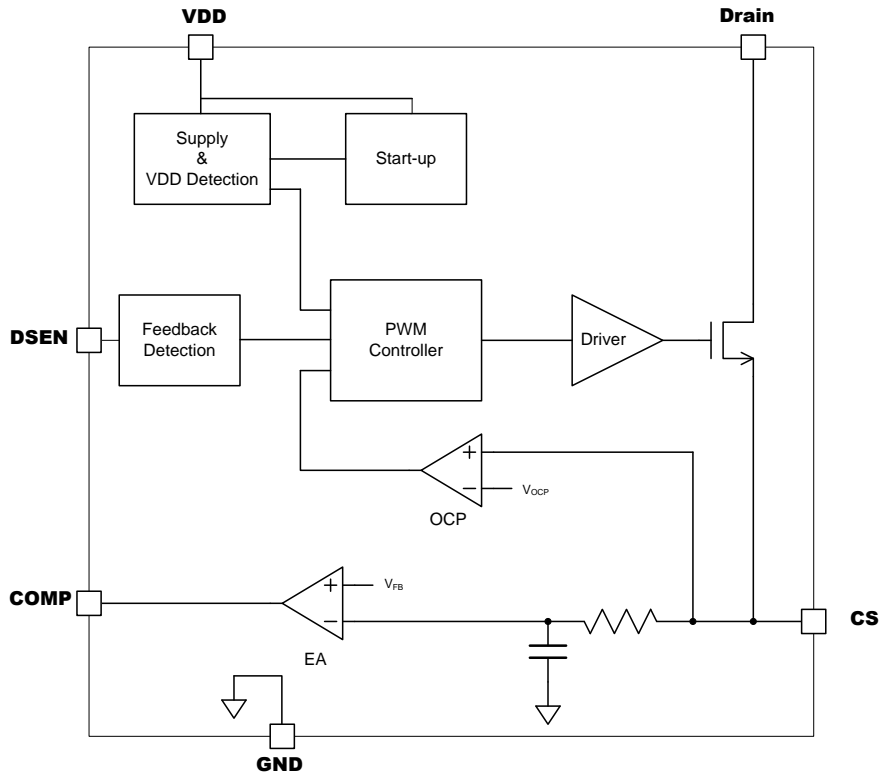 VDD
Drain
Supply
&
VDD Detection
Start-up
DSEN
Feedback
Detection
PWM
Controller
Driver
+
−
VOCP
OCP
COMP
+
VFB
−
EA
CS
GND